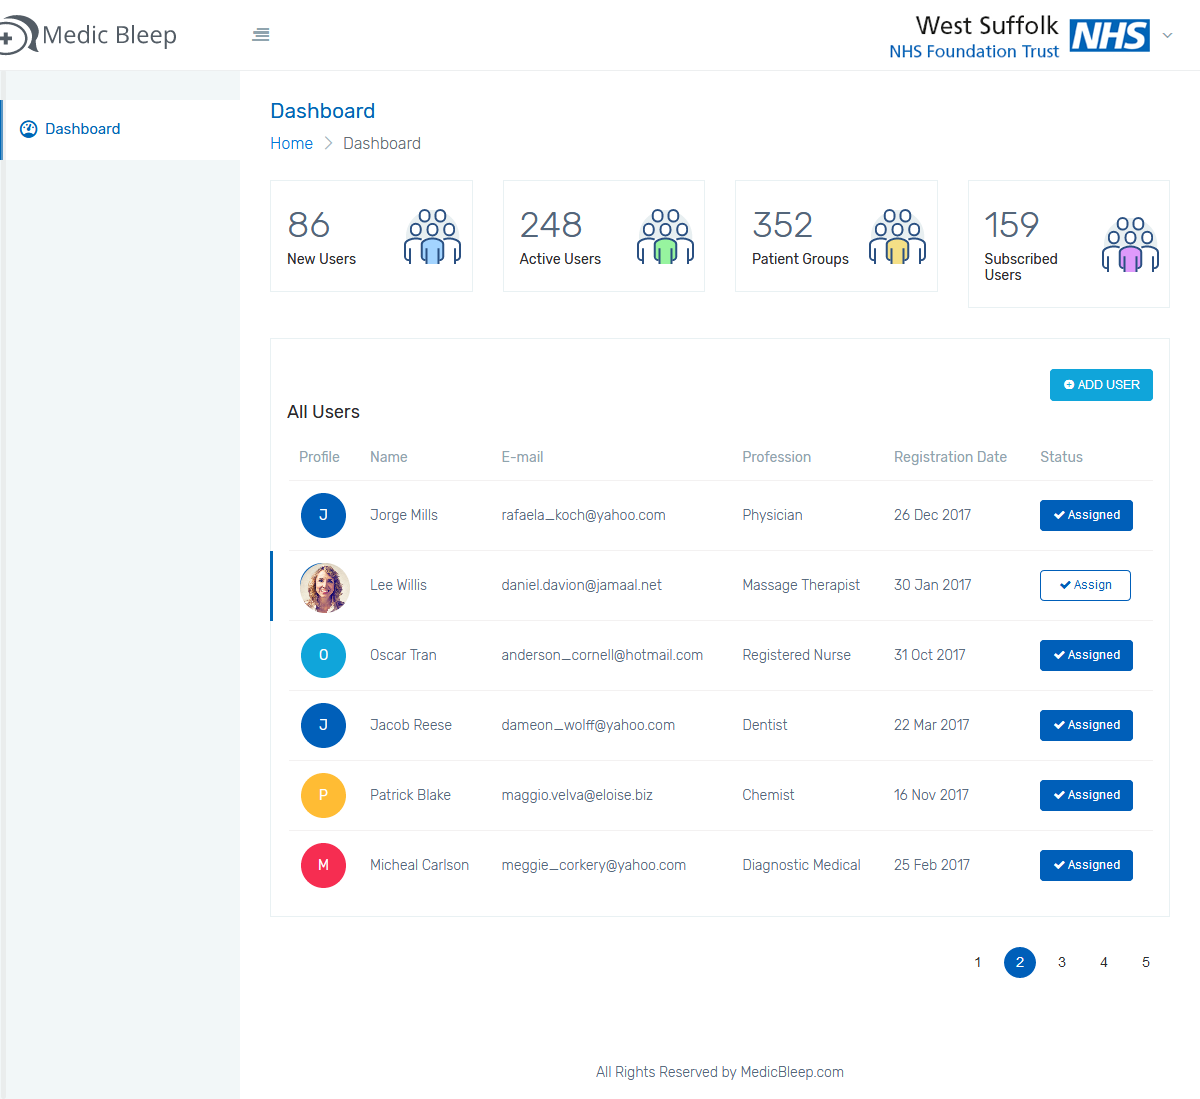 Medic Bleep
West Suffolk
NHS Foundation Trust
NHS
Dashboard
Dashboard
Home > Dashboard
86
New Users
248
Active Users
352
Patient Groups
159
Subscribed
Users
ADD USER
All Users
Profile Name E-mail Profession Registration Date Status
J Jorge Mills rafaela_koch@yahoo.com Physician 26 Dec 2017 Assigned
Lee Willis daniel.davion@jamaal.net Massage Therapist 30 Jan 2017 Assign
O Oscar Tran anderson_cornell@hotmail.com Registered Nurse 31 Oct 2017 Assigned
J Jacob Reese dameon_wolff@yahoo.com Dentist 22 Mar 2017 Assigned
P Patrick Blake maggio.velva@eloise.biz Chemist 16 Nov 2017 Assigned
M Micheal Carlson meggie_corkery@yahoo.com Diagnostic Medical 25 Feb 2017 Assigned
1 2 3 4 5
All Rights Reserved by MedicBleep.com